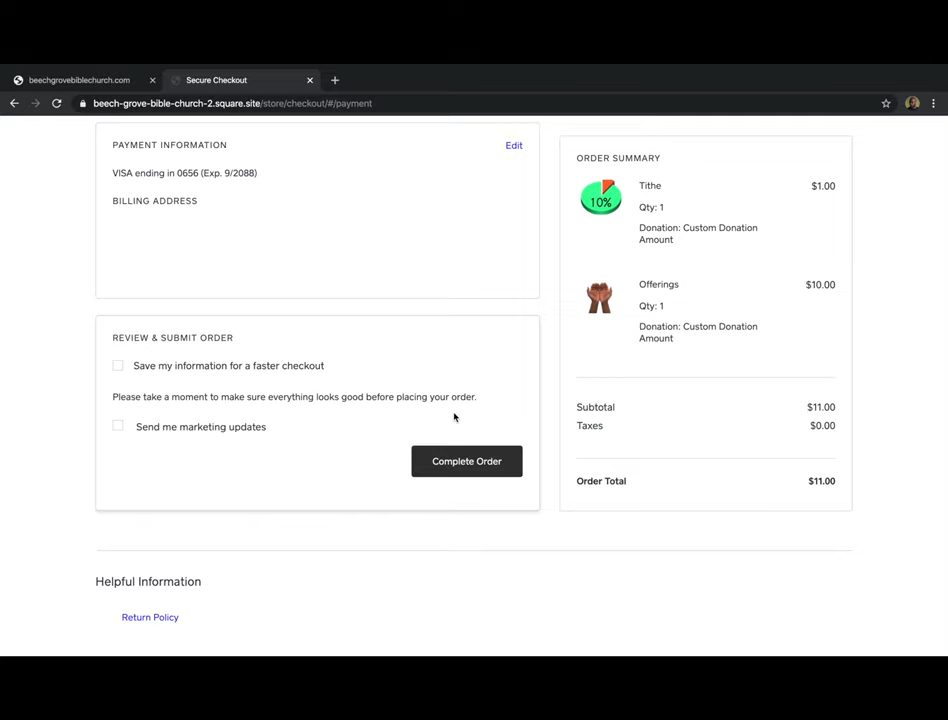 beechgrovebiblechurch.com
Secure Checkout
beech-grove-bible-church-2.square.site/store/checkout/#/payment
PAYMENT INFORMATION
Edit
VISA ending in 0656 (Exp. 9/2088)
BILLING ADDRESS
REVIEW & SUBMIT ORDER
Save my information for a faster checkout
Please take a moment to make sure everything looks good before placing your order.
Send me marketing updates
Complete Order
ORDER SUMMARY
10%
Tithe $1.00
Qty: 1
Donation: Custom Donation
Amount
Offerings $10.00
Qty: 1
Donation: Custom Donation
Amount
Subtotal $11.00
Taxes $0.00
Order Total $11.00
Helpful Information
Return Policy